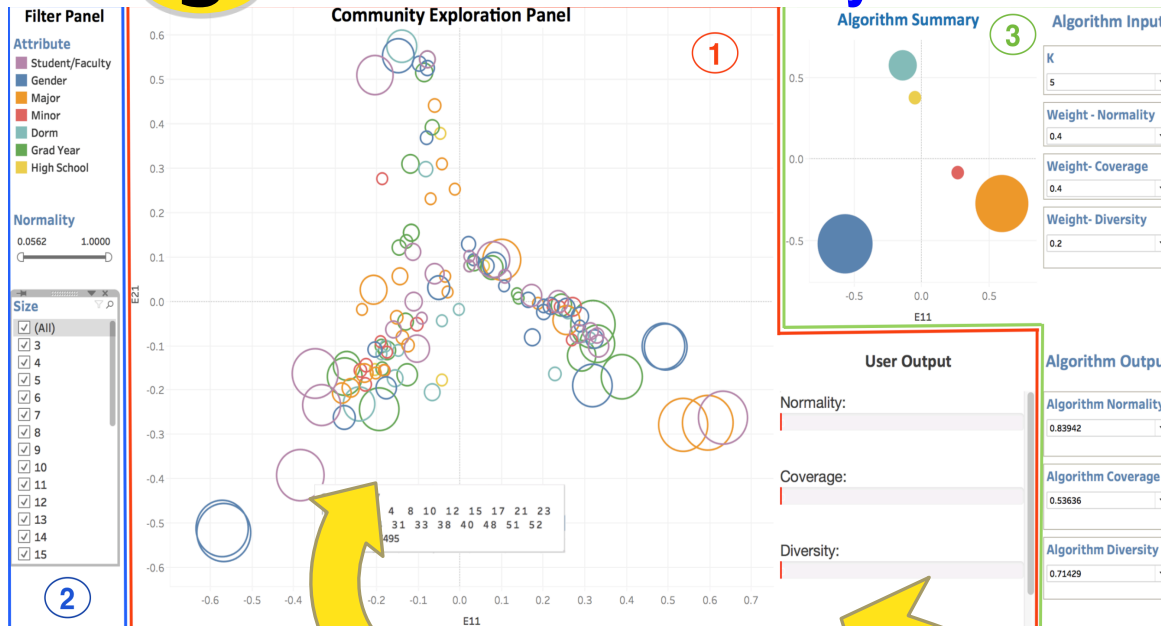 Filter Panel
Attribute
Student/Faculty
Gender
Major
Minor
Dorm
Grad Year
High School
Normality
0.0562 1.0000
Size
(All)
3
4
5
6
7
8
9
10
11
12
13
14
15
2
Community Exploration Panel
1
0.6
0.5
0.4
0.3
0.2
0.1
0.0
-0.1
-0.2
-0.3
-0.4
-0.5
-0.6
E21
-0.6 -0.5 -0.4 -0.2 -0.1 0.0 0.2 0.3 0.4 0.5 0.6 0.7
E11
4 8 10 12 15 17 21 23
31 33 38 40 48 51 52
495
Algorithm Summary
3
0.5
0.0
-0.5
-0.5 0.0 0.5
E11
Algorithm Input
K
5
Weight - Normality
0.4
Weight- Coverage
0.4
Weight- Diversity
0.2
User Output
Normality:
Coverage:
Diversity:
Algorithm Outpu
Algorithm Normality
0.83942
Algorithm Coverage
0.53636
Algorithm Diversity
0.71429